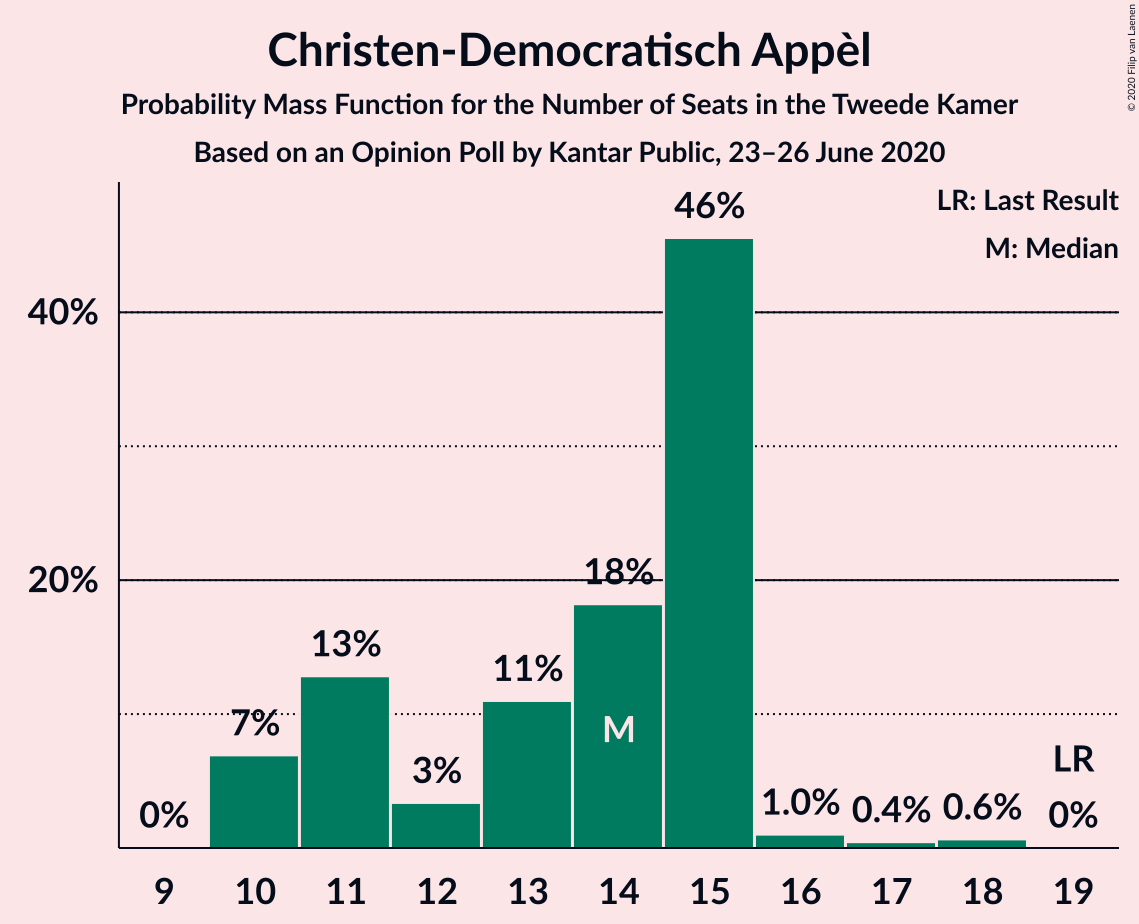 Christen-Democratisch Appèl
Probability Mass Function for the Number of Seats in the Tweede Kamer
Based on an Opinion Poll by Kantar Public, 23–26 June 2020
© 2020 Filip van Laenen
LR: Last Result
M: Median
46%
40%
18%
20%
13%
11%
7%
M
3%
LR
0%
1.0%
0.4%
0.6%
0%
9 10 11 12 13 14 15 16 17 18 19